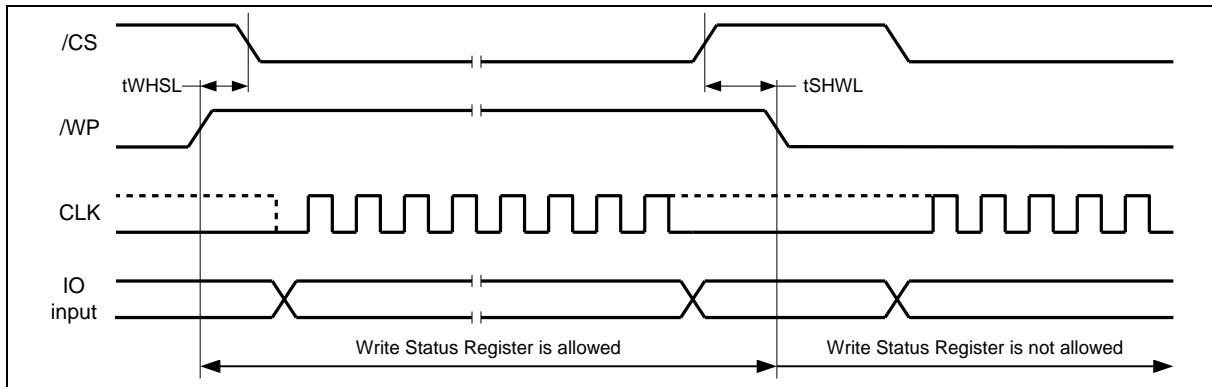 /CS
tWHSL
tSHWL
/WP
CLK
IO
input
Write Status Register is allowed
Write Status Register is not allowed